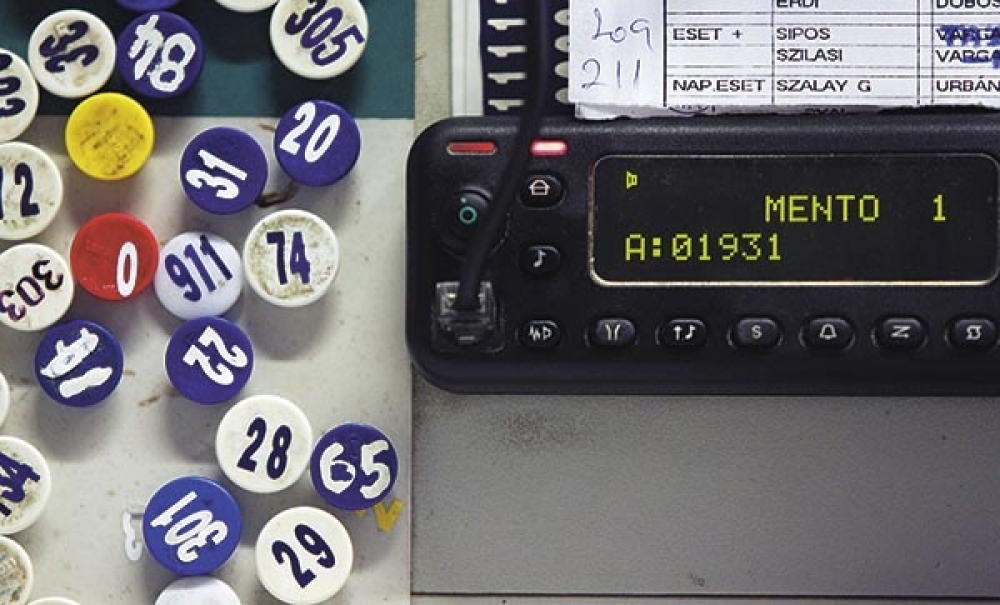 305
84
20
31
12
0
911
74
303
22
28
65
301
29
209
211
ERDI DOBOS
ESET + SIPOS VARGA
SZILASI VARGA
NAP.ESET SZALAY G URBÁN
MENTO 1
A:01931
S